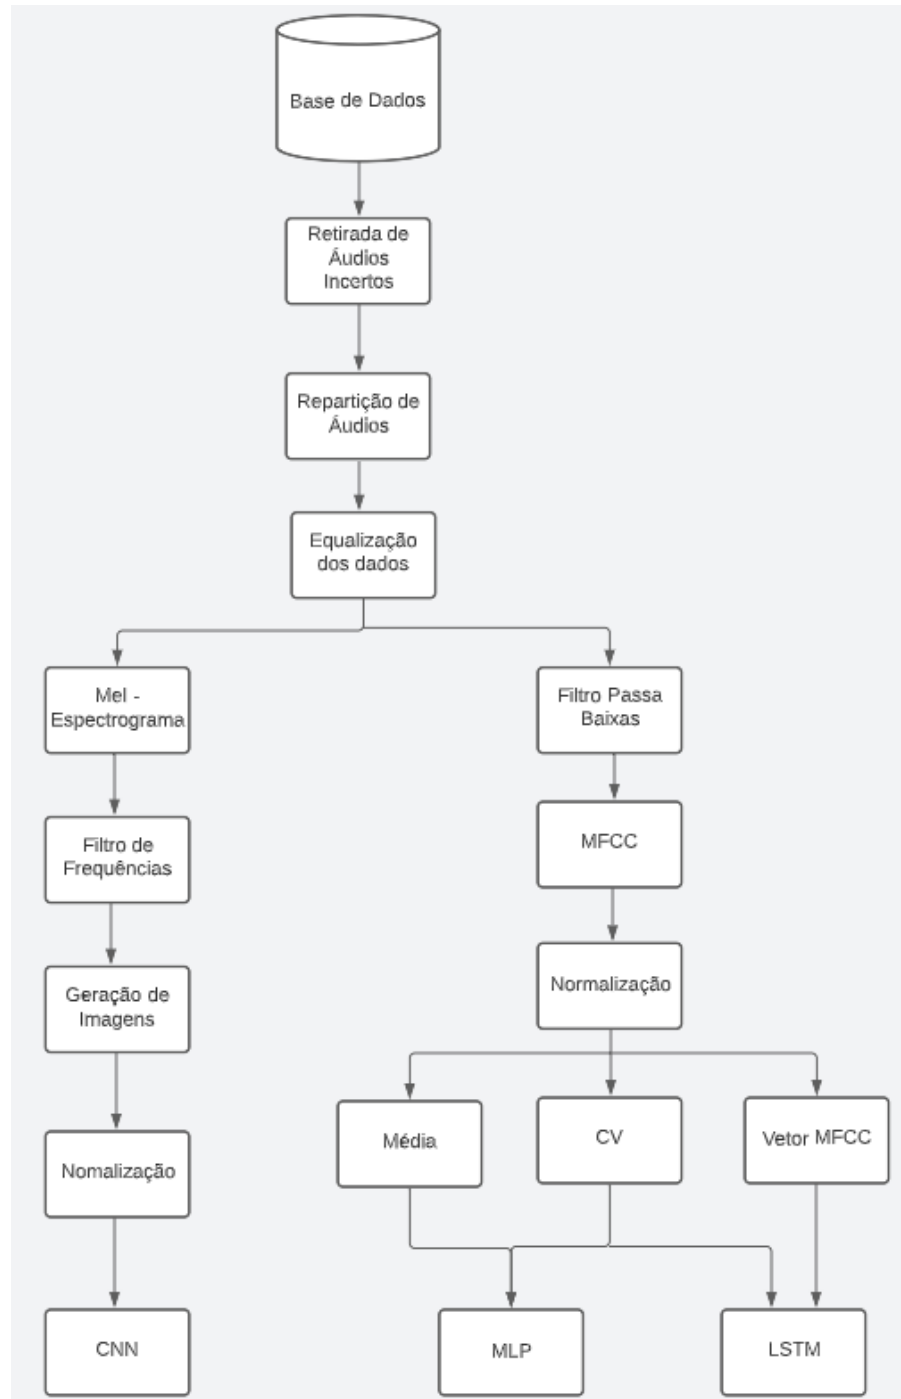 Base de Dados
Retirada de
Áudios
Incertos
Repartição de
Áudios
Equalização
dos dados
Mel -
Espectrograma
Filtro de
Frequências
Geração de
Imagens
Nomalização
CNN
Filtro Passa
Baixas
MFCC
Normalização
Média
CV
Vetor MFCC
MLP
LSTM